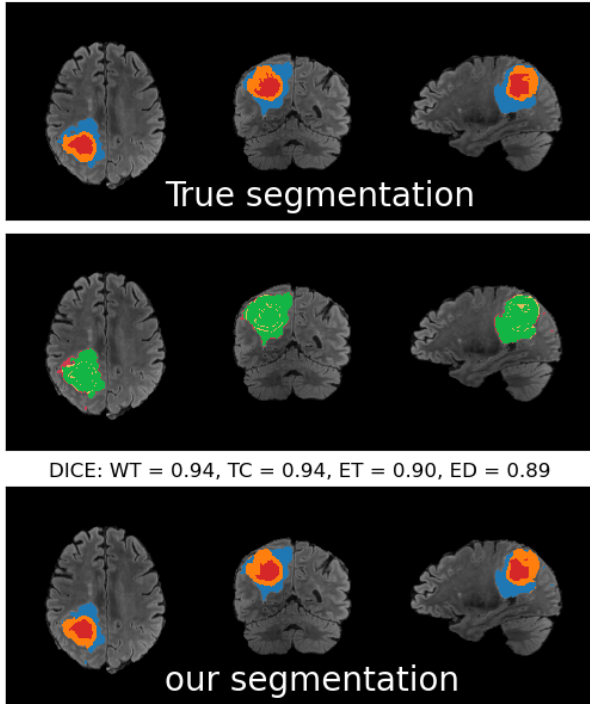 True segmentation
DICE: WT = 0.94, TC = 0.94, ET = 0.90, ED = 0.89
our segmentation